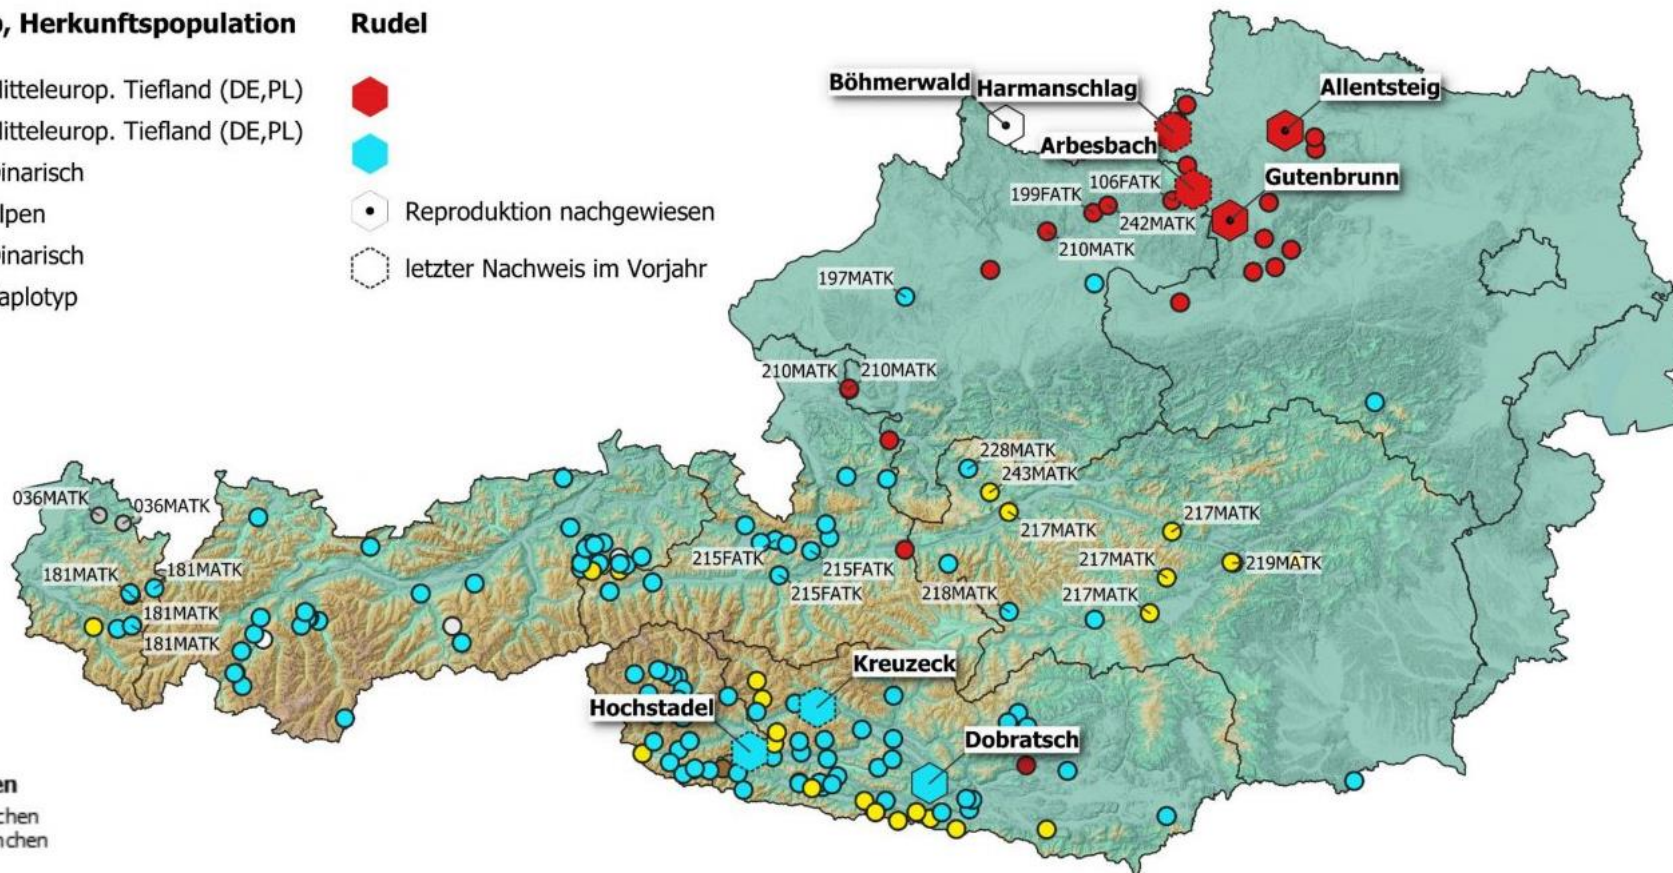 , Herkunftspopulation
Rudel
itteleurop. Tiefland (DE,PL)
itteleurop. Tiefland (DE,PL)
inarisch
lpen
inarisch
aplotyp
Reproduktion nachgewiesen
letzter Nachweis im Vorjahr
Böhmerwald
Harmanschlag
Allentsteig
Arbesbach
Gutenbrunn
199FATK
106FATK
242MATK
210MATK
197MATK
210MATK
210MATK
228MATK
243MATK
036MATK
036MATK
217MATK
217MATK
181MATK
181MATK
215FATK
215FATK
217MATK
219MATK
181MATK
215FATK
218MATK
217MATK
181MATK
Kreuzeck
Hochstadel
Dobratsch
en
chen
nchen